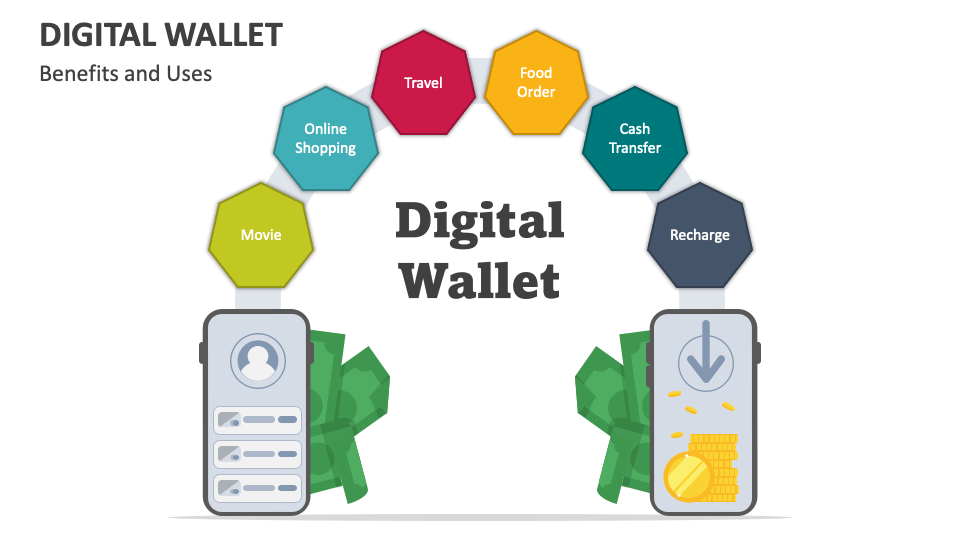 DIGITAL WALLET
Benefits and Uses
Travel
Food
Order
Online
Shopping
Cash
Transfer
Movie
Recharge
Digital
Wallet